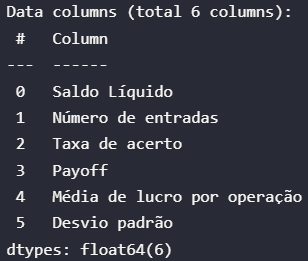 Data columns (total 6 columns):
# Column
--- ------
0 Saldo Líquido
1 Número de entradas
2 Taxa de acerto
3 Payoff
4 Média de lucro por operação
5 Desvio padrão
dtypes: float64(6)